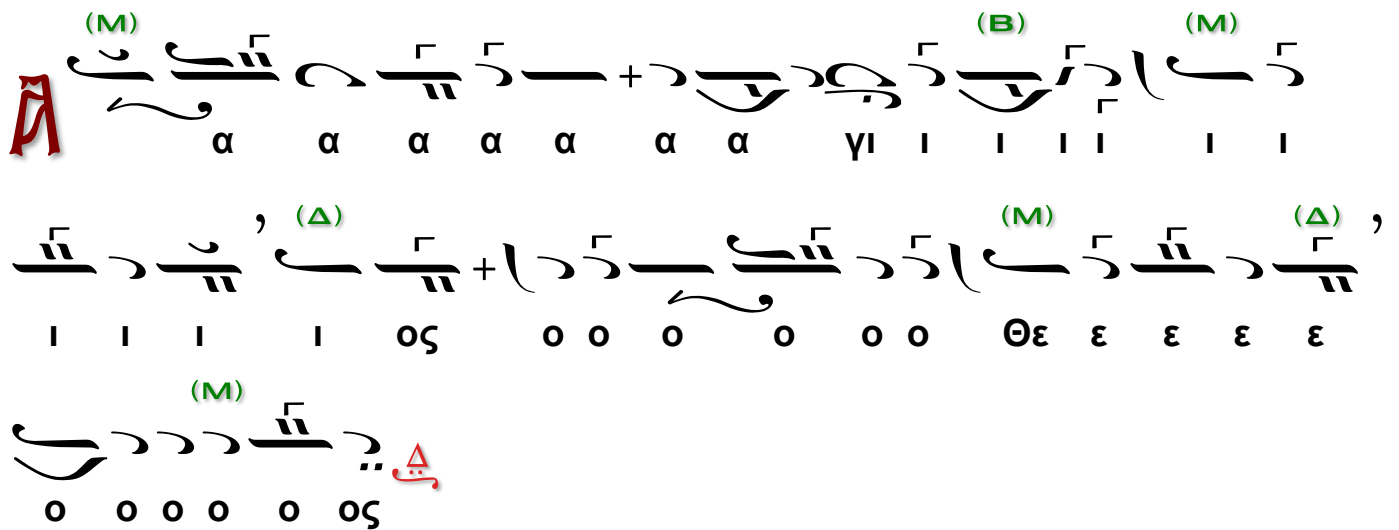 (Μ) (Β) (Μ)
Ἅ α α α α α α α γι ι ι ι ι ι ι
(Δ) (Μ) (Δ)
ι ι ι ι ος ο ο ο ο ο ο Θε ε ε ε ε
(Μ)
Δ
ο ο ο ο ο ος